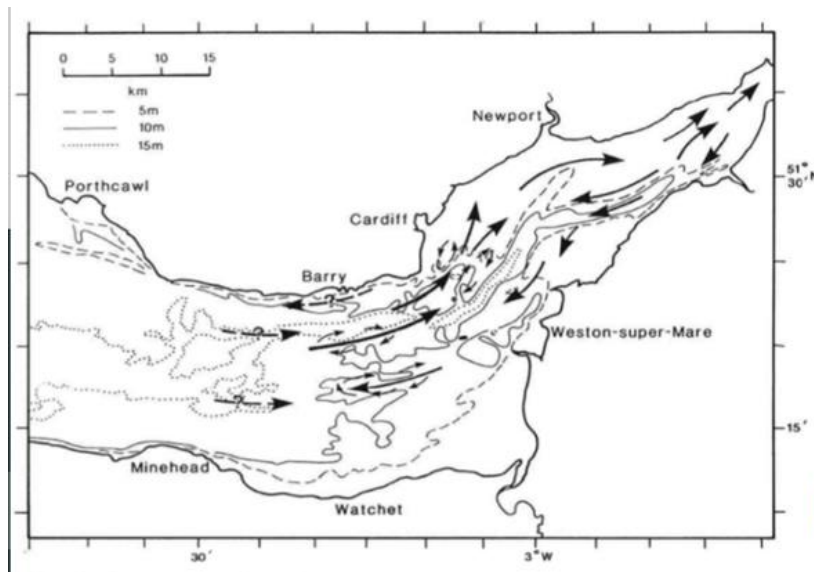 0 5 10 15
km
5m
10m
15m
Newport
51°
30' N
Porthcawl
Cardiff
Barry
?
?
Weston-super-Mare
?
15'
Minehead
Watchet
30'
3°W